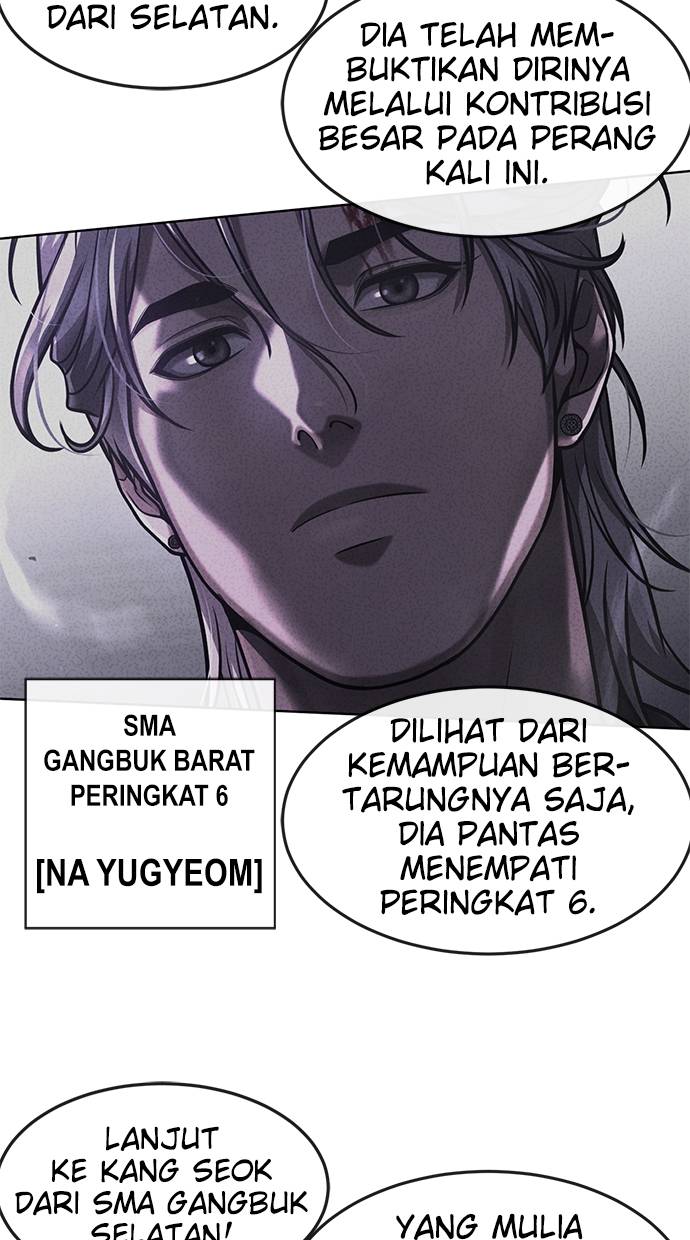 DARI SELATAN.
DIA TELAH MEM-
BUKTIKAN DIRINYA
MELALUI KONTRIBUSI
BESAR PADA PERANG
KALI INI.
SMA
GANGBUK BARAT
PERINGKAT 6
[NA YUGYEOM]
DILIHAT DARI
KEMAMPUAN BER-
TARUNGNYA SAJA,
DIA PANTAS
MENEMPATI
PERINGKAT 6.
LANJUT
KE KANG SEOK
DARI SMA GANGBUK
SELATAN!
YANG MULIA